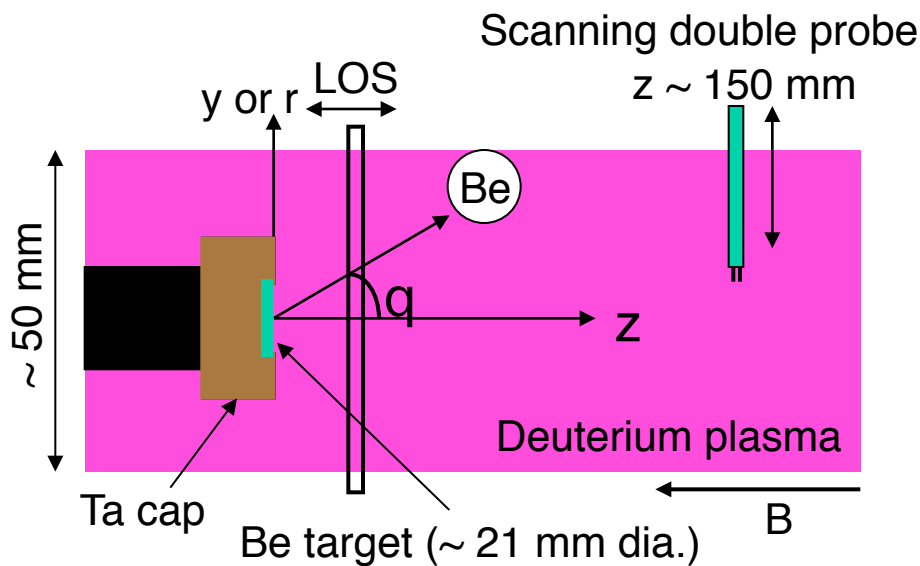 Scanning double probe
z ~ 150 mm
LOS
y or r
Be
q
z
~ 50 mm
Deuterium plasma
Ta cap
B
Be target (~ 21 mm dia.)